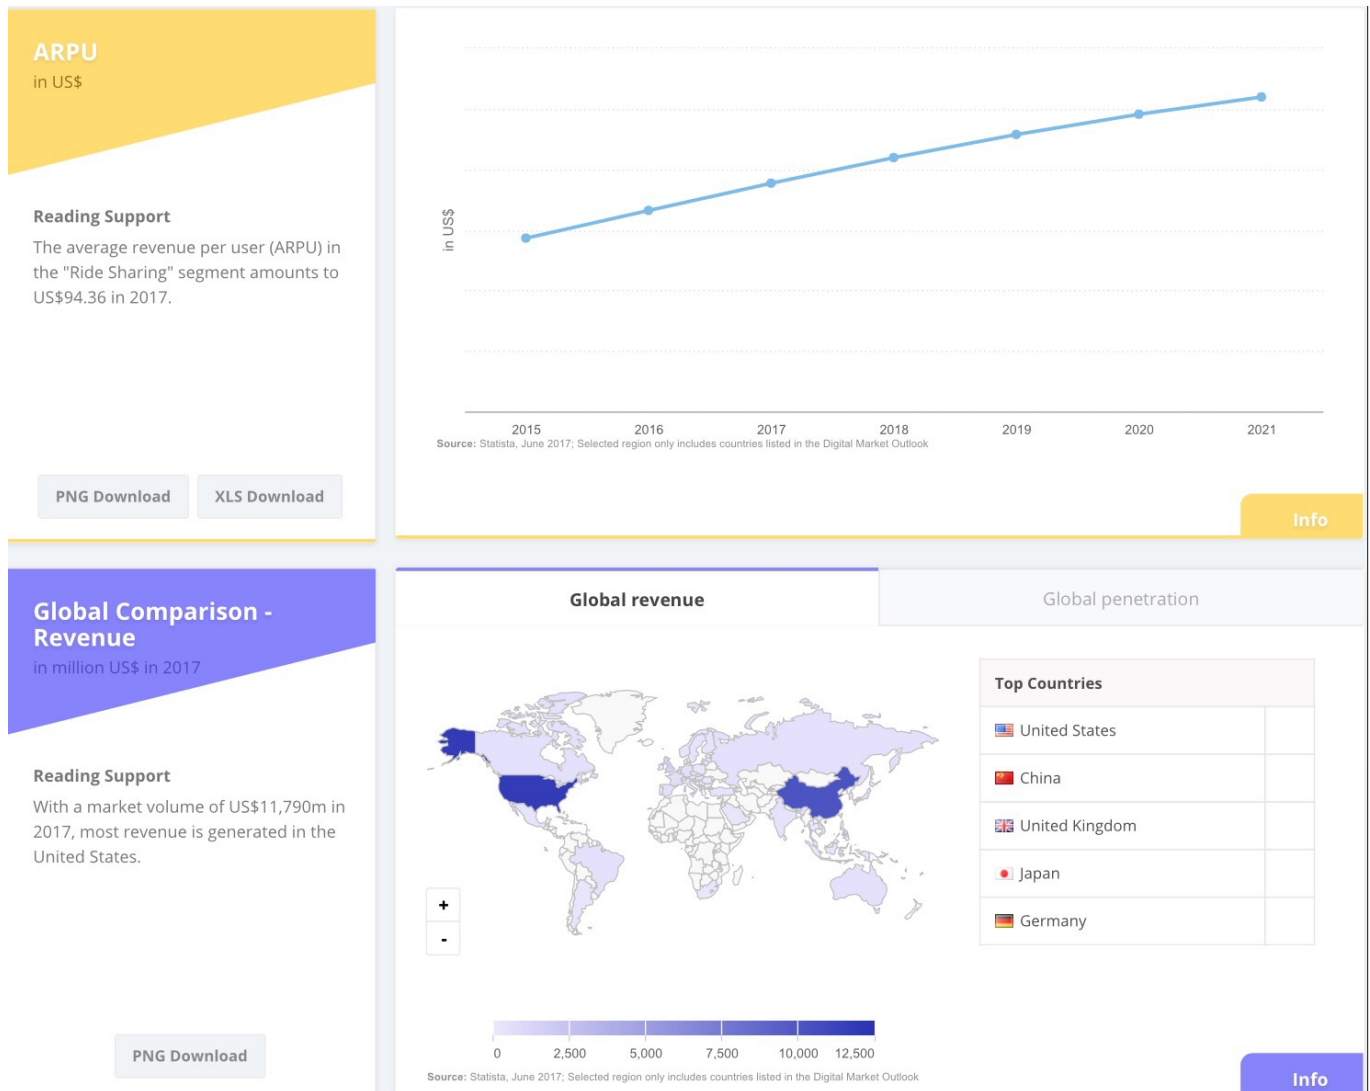 ARPU
in US$
Reading Support
The average revenue per user (ARPU) in
the "Ride Sharing" segment amounts to
US$94.36 in 2017.
PNG Download
XLS Download
in US$
2015 2016 2017 2018 2019 2020 2021
Source: Statista, June 2017; Selected region only includes countries listed in the Digital Market Outlook
Info
Global Comparison -
Revenue
in million US$ in 2017
Reading Support
With a market volume of US$11,790m in
2017, most revenue is generated in the
United States.
PNG Download
Global revenue
Global penetration
+
-
Top Countries
United States
China
United Kingdom
Japan
Germany
0 2,500 5,000 7,500 10,000 12,500
Source: Statista, June 2017; Selected region only includes countries listed in the Digital Market Outlook
Info